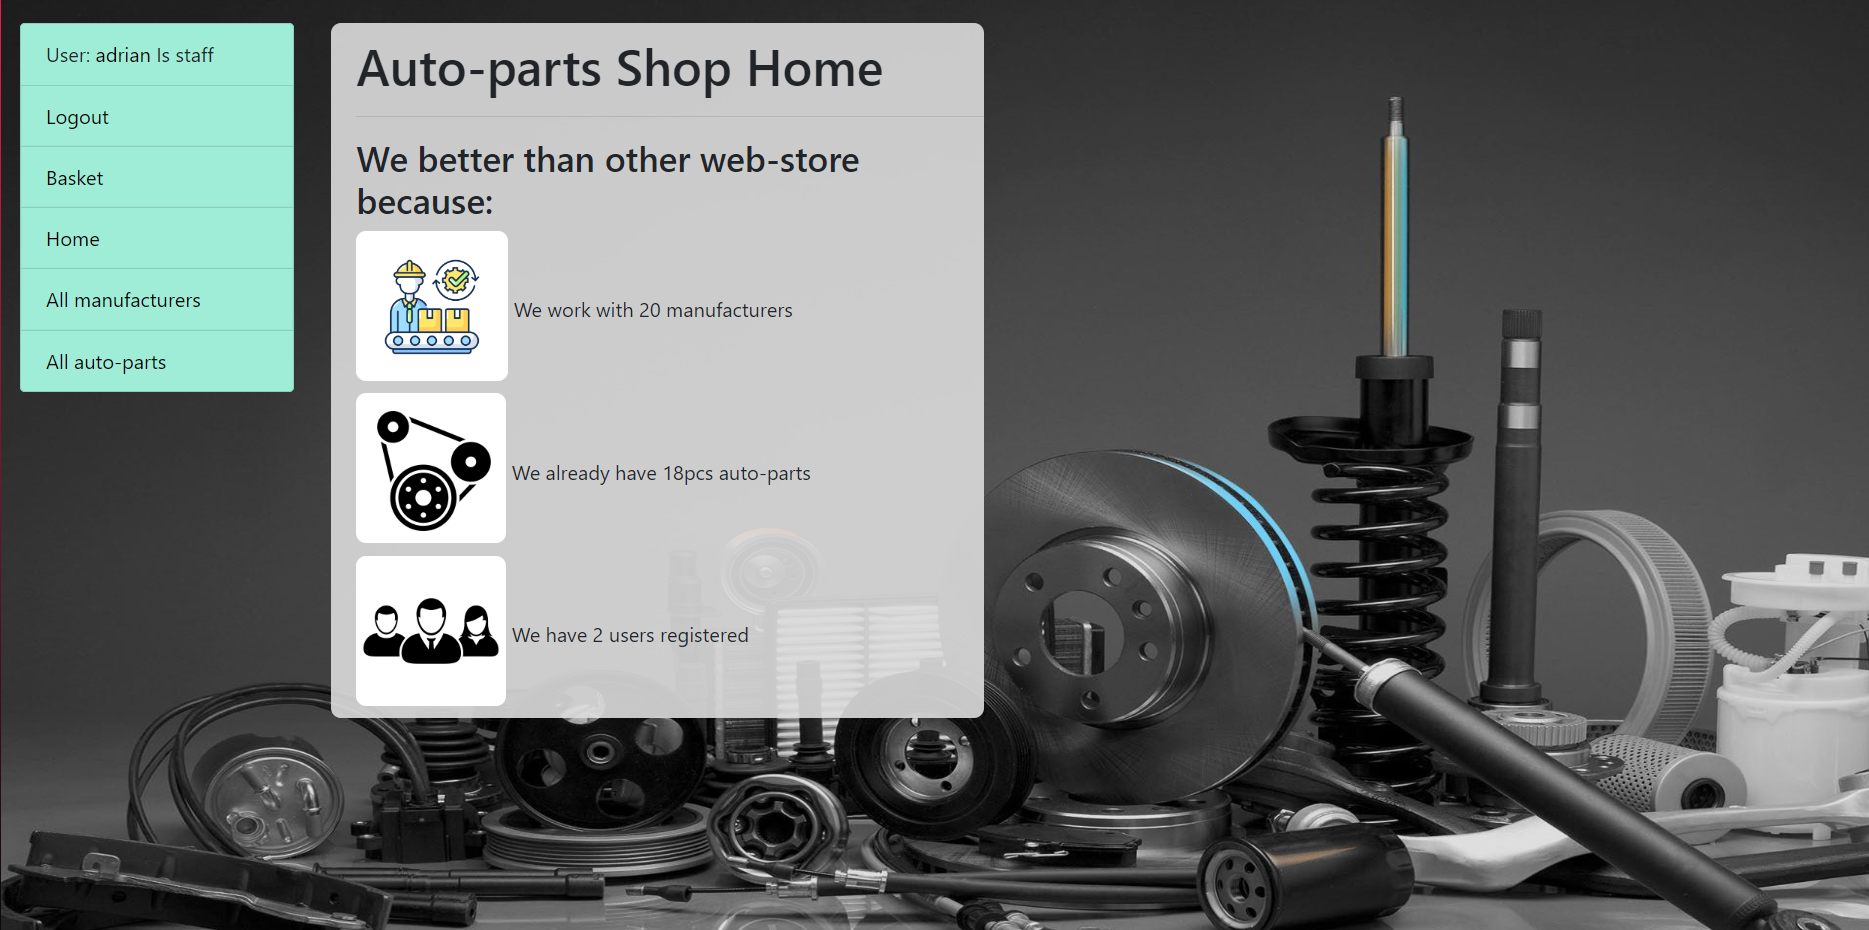 User: adrian Is staff
Logout
Basket
Home
All manufacturers
All auto-parts
Auto-parts Shop Home
We better than other web-store
because:
We work with 20 manufacturers
We already have 18pcs auto-parts
We have 2 users registered